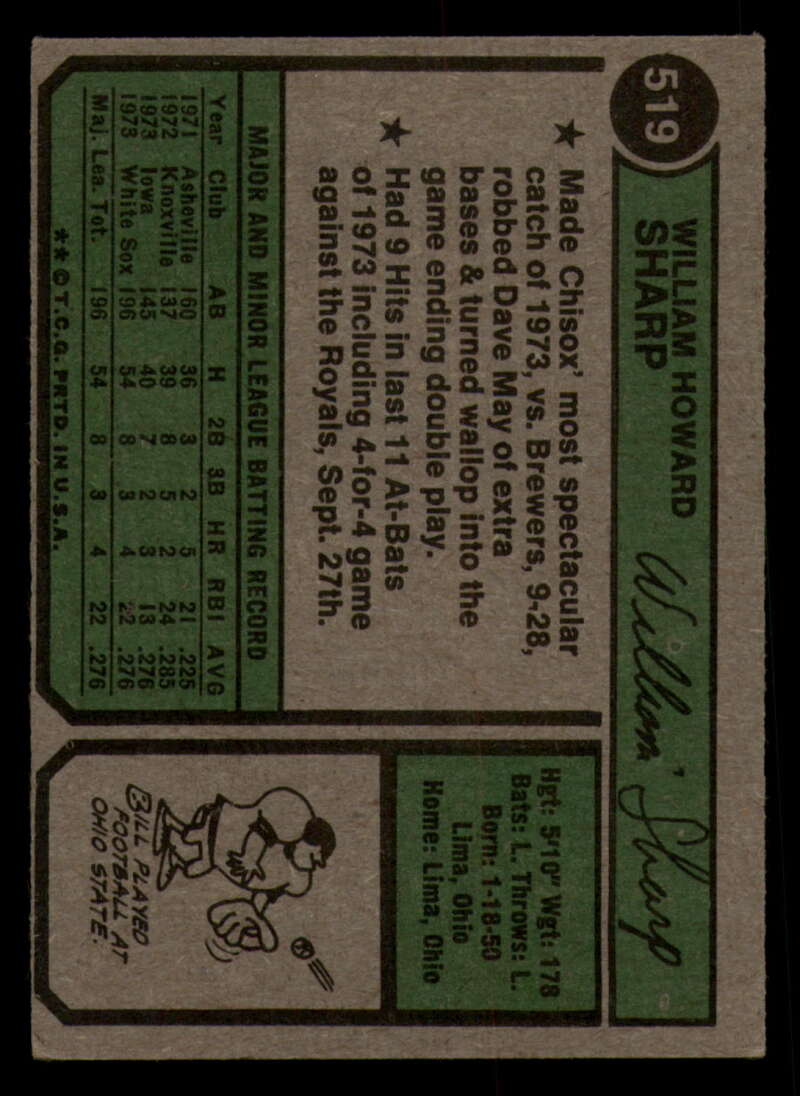 519
WILLIAM HOWARD
SHARP
William Sharp
★ Made Chisox' most spectacular
catch of 1973, vs. Brewers, 9-28,
robbed Dave May of extra
bases & turned wallop into the
game ending double play.
★ Had 9 Hits in last 11 At-Bats
of 1973 including 4-for-4 game
against the Royals, Sept. 27th.
MAJOR AND MINOR LEAGUE BATTING RECORD
Year Club AB H 2B 3B HR RBI AVG
1971 Asheville 160 36 3 2 5 21 .225
1972 Knoxville 137 39 8 5 2 24 .285
1973 Iowa 145 40 7 2 3 13 .276
1973 White Sox 196 54 8 3 4 22 .276
Maj. Lea. Tot. 196 54 8 3 4 22 .276
**© T.C.G. PRTD. IN U.S.A.
Hgt: 5'10" Wgt: 178
Bats: L. Throws: L.
Born: 1-18-50
Lima, Ohio
Home: Lima, Ohio
BILL PLAYED
FOOTBALL AT
OHIO STATE.